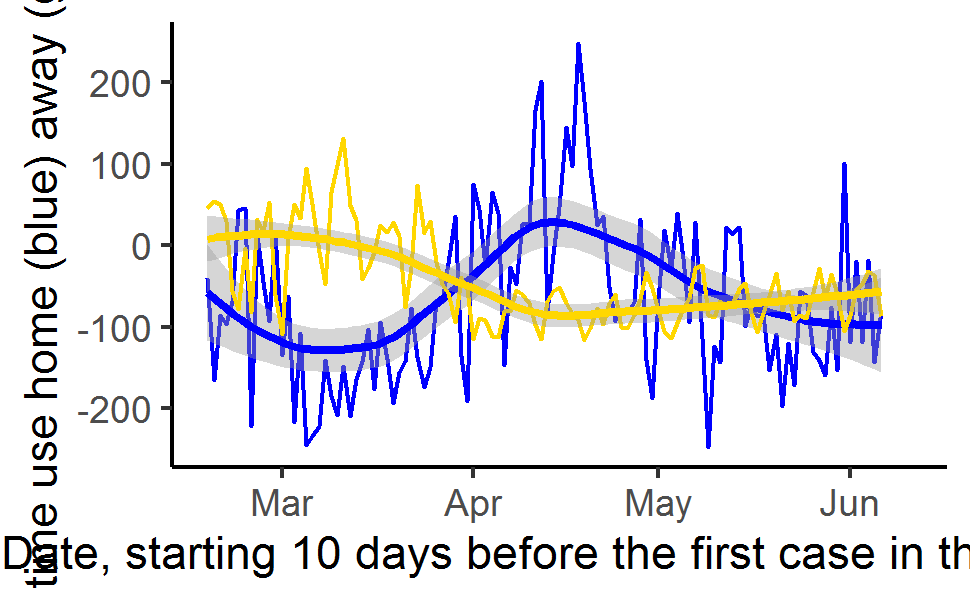 time use home (blue) away (g
200
100
0
-100
-200
Mar Apr May Jun
Date, starting 10 days before the first case in th